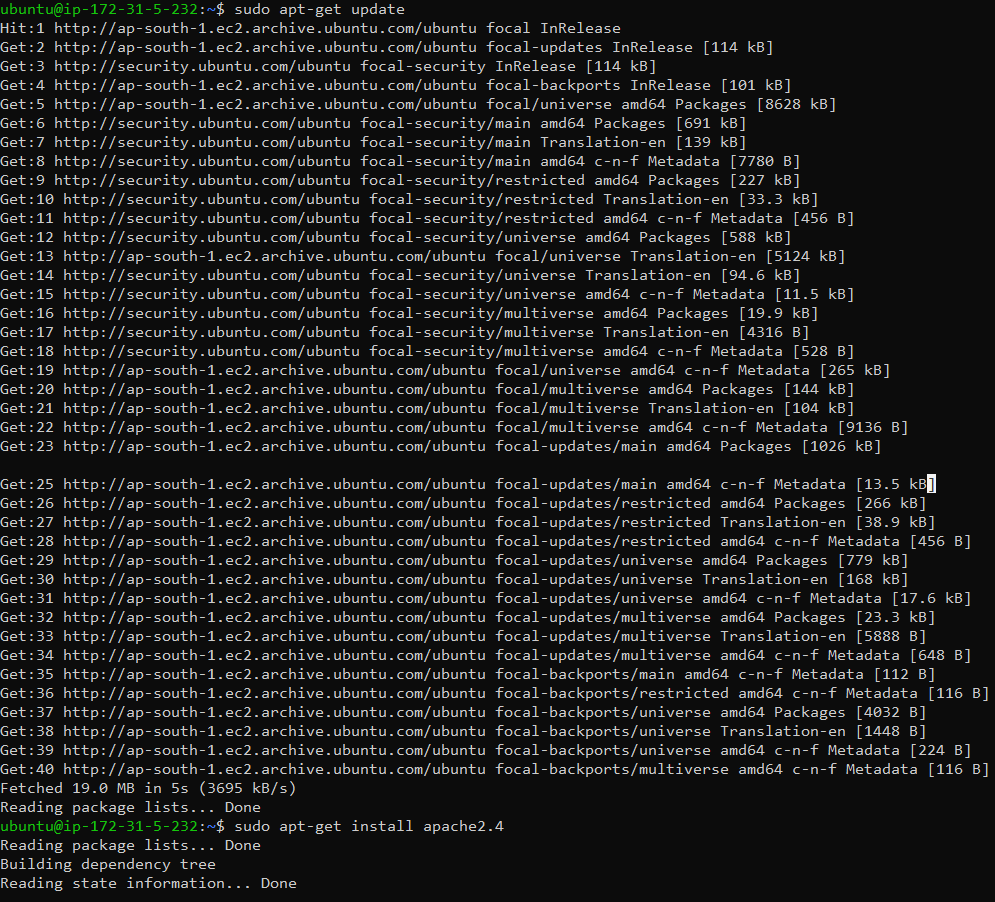 ubuntu@ip-172-31-5-232:~$ sudo apt-get update
Hit:1 http://ap-south-1.ec2.archive.ubuntu.com/ubuntu focal InRelease
Get:2 http://ap-south-1.ec2.archive.ubuntu.com/ubuntu focal-updates InRelease [114 kB]
Get:3 http://security.ubuntu.com/ubuntu focal-security InRelease [114 kB]
Get:4 http://ap-south-1.ec2.archive.ubuntu.com/ubuntu focal-backports InRelease [101 kB]
Get:5 http://ap-south-1.ec2.archive.ubuntu.com/ubuntu focal/universe amd64 Packages [8628 kB]
Get:6 http://security.ubuntu.com/ubuntu focal-security/main amd64 Packages [691 kB]
Get:7 http://security.ubuntu.com/ubuntu focal-security/main Translation-en [139 kB]
Get:8 http://security.ubuntu.com/ubuntu focal-security/main amd64 c-n-f Metadata [7780 B]
Get:9 http://security.ubuntu.com/ubuntu focal-security/restricted amd64 Packages [227 kB]
Get:10 http://security.ubuntu.com/ubuntu focal-security/restricted Translation-en [33.3 kB]
Get:11 http://security.ubuntu.com/ubuntu focal-security/restricted amd64 c-n-f Metadata [456 B]
Get:12 http://security.ubuntu.com/ubuntu focal-security/universe amd64 Packages [588 kB]
Get:13 http://ap-south-1.ec2.archive.ubuntu.com/ubuntu focal/universe Translation-en [5124 kB]
Get:14 http://security.ubuntu.com/ubuntu focal-security/universe Translation-en [94.6 kB]
Get:15 http://security.ubuntu.com/ubuntu focal-security/universe amd64 c-n-f Metadata [11.5 kB]
Get:16 http://security.ubuntu.com/ubuntu focal-security/multiverse amd64 Packages [19.9 kB]
Get:17 http://security.ubuntu.com/ubuntu focal-security/multiverse Translation-en [4316 B]
Get:18 http://security.ubuntu.com/ubuntu focal-security/multiverse amd64 c-n-f Metadata [528 B]
Get:19 http://ap-south-1.ec2.archive.ubuntu.com/ubuntu focal/universe amd64 c-n-f Metadata [265 kB]
Get:20 http://ap-south-1.ec2.archive.ubuntu.com/ubuntu focal/multiverse amd64 Packages [144 kB]
Get:21 http://ap-south-1.ec2.archive.ubuntu.com/ubuntu focal/multiverse Translation-en [104 kB]
Get:22 http://ap-south-1.ec2.archive.ubuntu.com/ubuntu focal/multiverse amd64 c-n-f Metadata [9136 B]
Get:23 http://ap-south-1.ec2.archive.ubuntu.com/ubuntu focal-updates/main amd64 Packages [1026 kB]
Get:25 http://ap-south-1.ec2.archive.ubuntu.com/ubuntu focal-updates/main amd64 c-n-f Metadata [13.5 kB]
Get:26 http://ap-south-1.ec2.archive.ubuntu.com/ubuntu focal-updates/restricted amd64 Packages [266 kB]
Get:27 http://ap-south-1.ec2.archive.ubuntu.com/ubuntu focal-updates/restricted Translation-en [38.9 kB]
Get:28 http://ap-south-1.ec2.archive.ubuntu.com/ubuntu focal-updates/restricted amd64 c-n-f Metadata [456 B]
Get:29 http://ap-south-1.ec2.archive.ubuntu.com/ubuntu focal-updates/universe amd64 Packages [779 kB]
Get:30 http://ap-south-1.ec2.archive.ubuntu.com/ubuntu focal-updates/universe Translation-en [168 kB]
Get:31 http://ap-south-1.ec2.archive.ubuntu.com/ubuntu focal-updates/universe amd64 c-n-f Metadata [17.6 kB]
Get:32 http://ap-south-1.ec2.archive.ubuntu.com/ubuntu focal-updates/multiverse amd64 Packages [23.3 kB]
Get:33 http://ap-south-1.ec2.archive.ubuntu.com/ubuntu focal-updates/multiverse Translation-en [5888 B]
Get:34 http://ap-south-1.ec2.archive.ubuntu.com/ubuntu focal-updates/multiverse amd64 c-n-f Metadata [648 B]
Get:35 http://ap-south-1.ec2.archive.ubuntu.com/ubuntu focal-backports/main amd64 c-n-f Metadata [112 B]
Get:36 http://ap-south-1.ec2.archive.ubuntu.com/ubuntu focal-backports/restricted amd64 c-n-f Metadata [116 B]
Get:37 http://ap-south-1.ec2.archive.ubuntu.com/ubuntu focal-backports/universe amd64 Packages [4032 B]
Get:38 http://ap-south-1.ec2.archive.ubuntu.com/ubuntu focal-backports/universe Translation-en [1448 B]
Get:39 http://ap-south-1.ec2.archive.ubuntu.com/ubuntu focal-backports/universe amd64 c-n-f Metadata [224 B]
Get:40 http://ap-south-1.ec2.archive.ubuntu.com/ubuntu focal-backports/multiverse amd64 c-n-f Metadata [116 B]
Fetched 19.0 MB in 5s (3695 kB/s)
Reading package lists... Done
ubuntu@ip-172-31-5-232:~$ sudo apt-get install apache2.4
Reading package lists... Done
Building dependency tree
Reading state information... Done